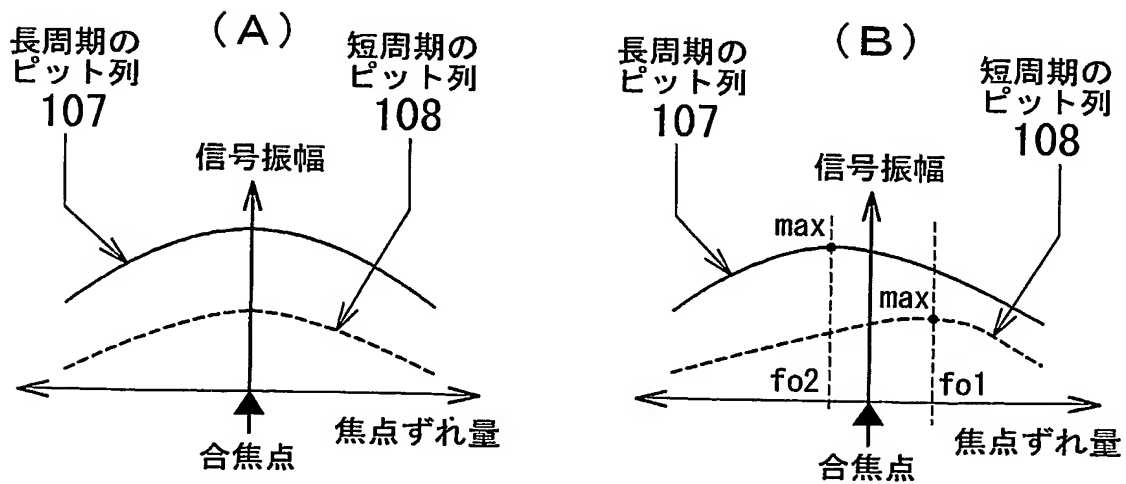 (A)
長周期の
ピット列
107
短周期の
ピット列
108
信号振幅
合焦点
焦点ずれ量
(B)
長周期の
ピット列
107
短周期の
ピット列
108
信号振幅
max
max
fo2
fo1
合焦点
焦点ずれ量